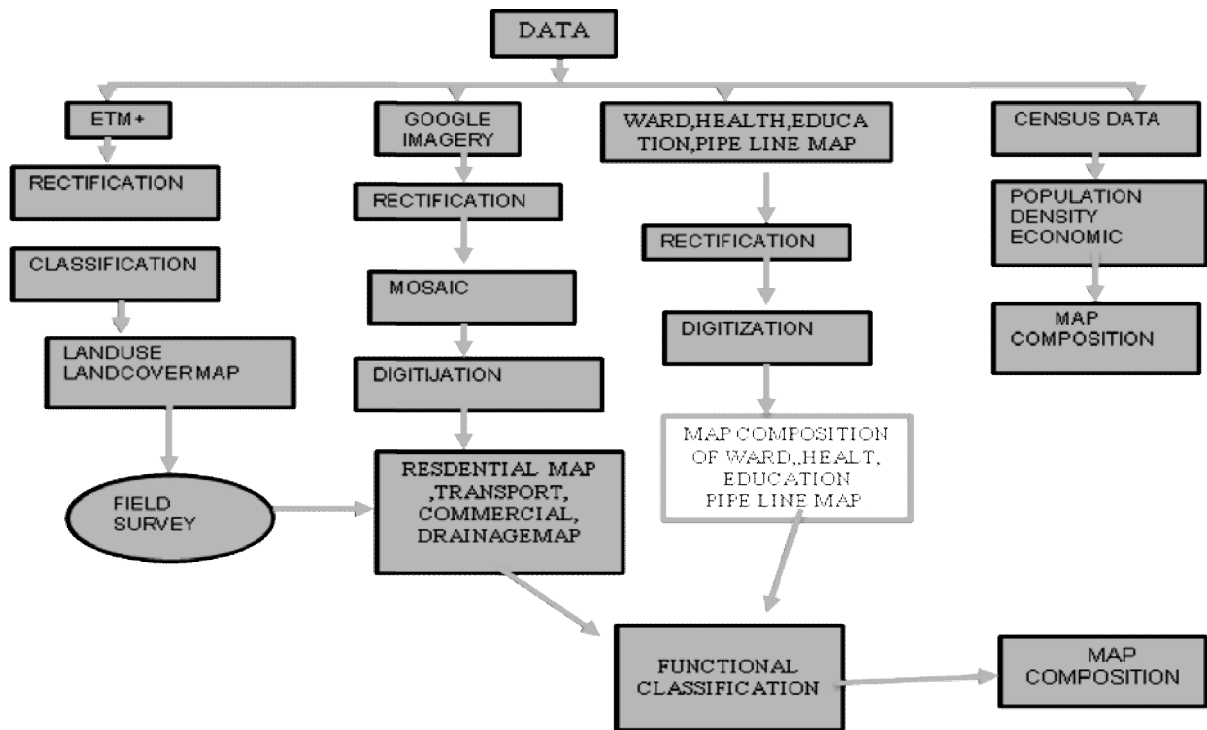 DATA
ETM+
GOOGLE
IMAGERY
WARD,HEALTH,EDUCA
TION,PIPE LINE MAP
CENSUS DATA
RECTIFICATION
RECTIFICATION
RECTIFICATION
POPULATION
DENSITY
ECONOMIC
CLASSIFICATION
MOSAIC
DIGITIZATION
MAP
COMPOSITION
LANDUSE
LANDCOVERMAP
DIGITIJATION
MAP COMPOSITION
OF WARD,,HEALT,
EDUCATION
PIPE LINE MAP
FIELD
SURVEY
RESDENTIAL MAP
,TRANSPORT,
COMMERCIAL,
DRAINAGEMAP
FUNCTIONAL
CLASSIFICATION
MAP
COMPOSITION